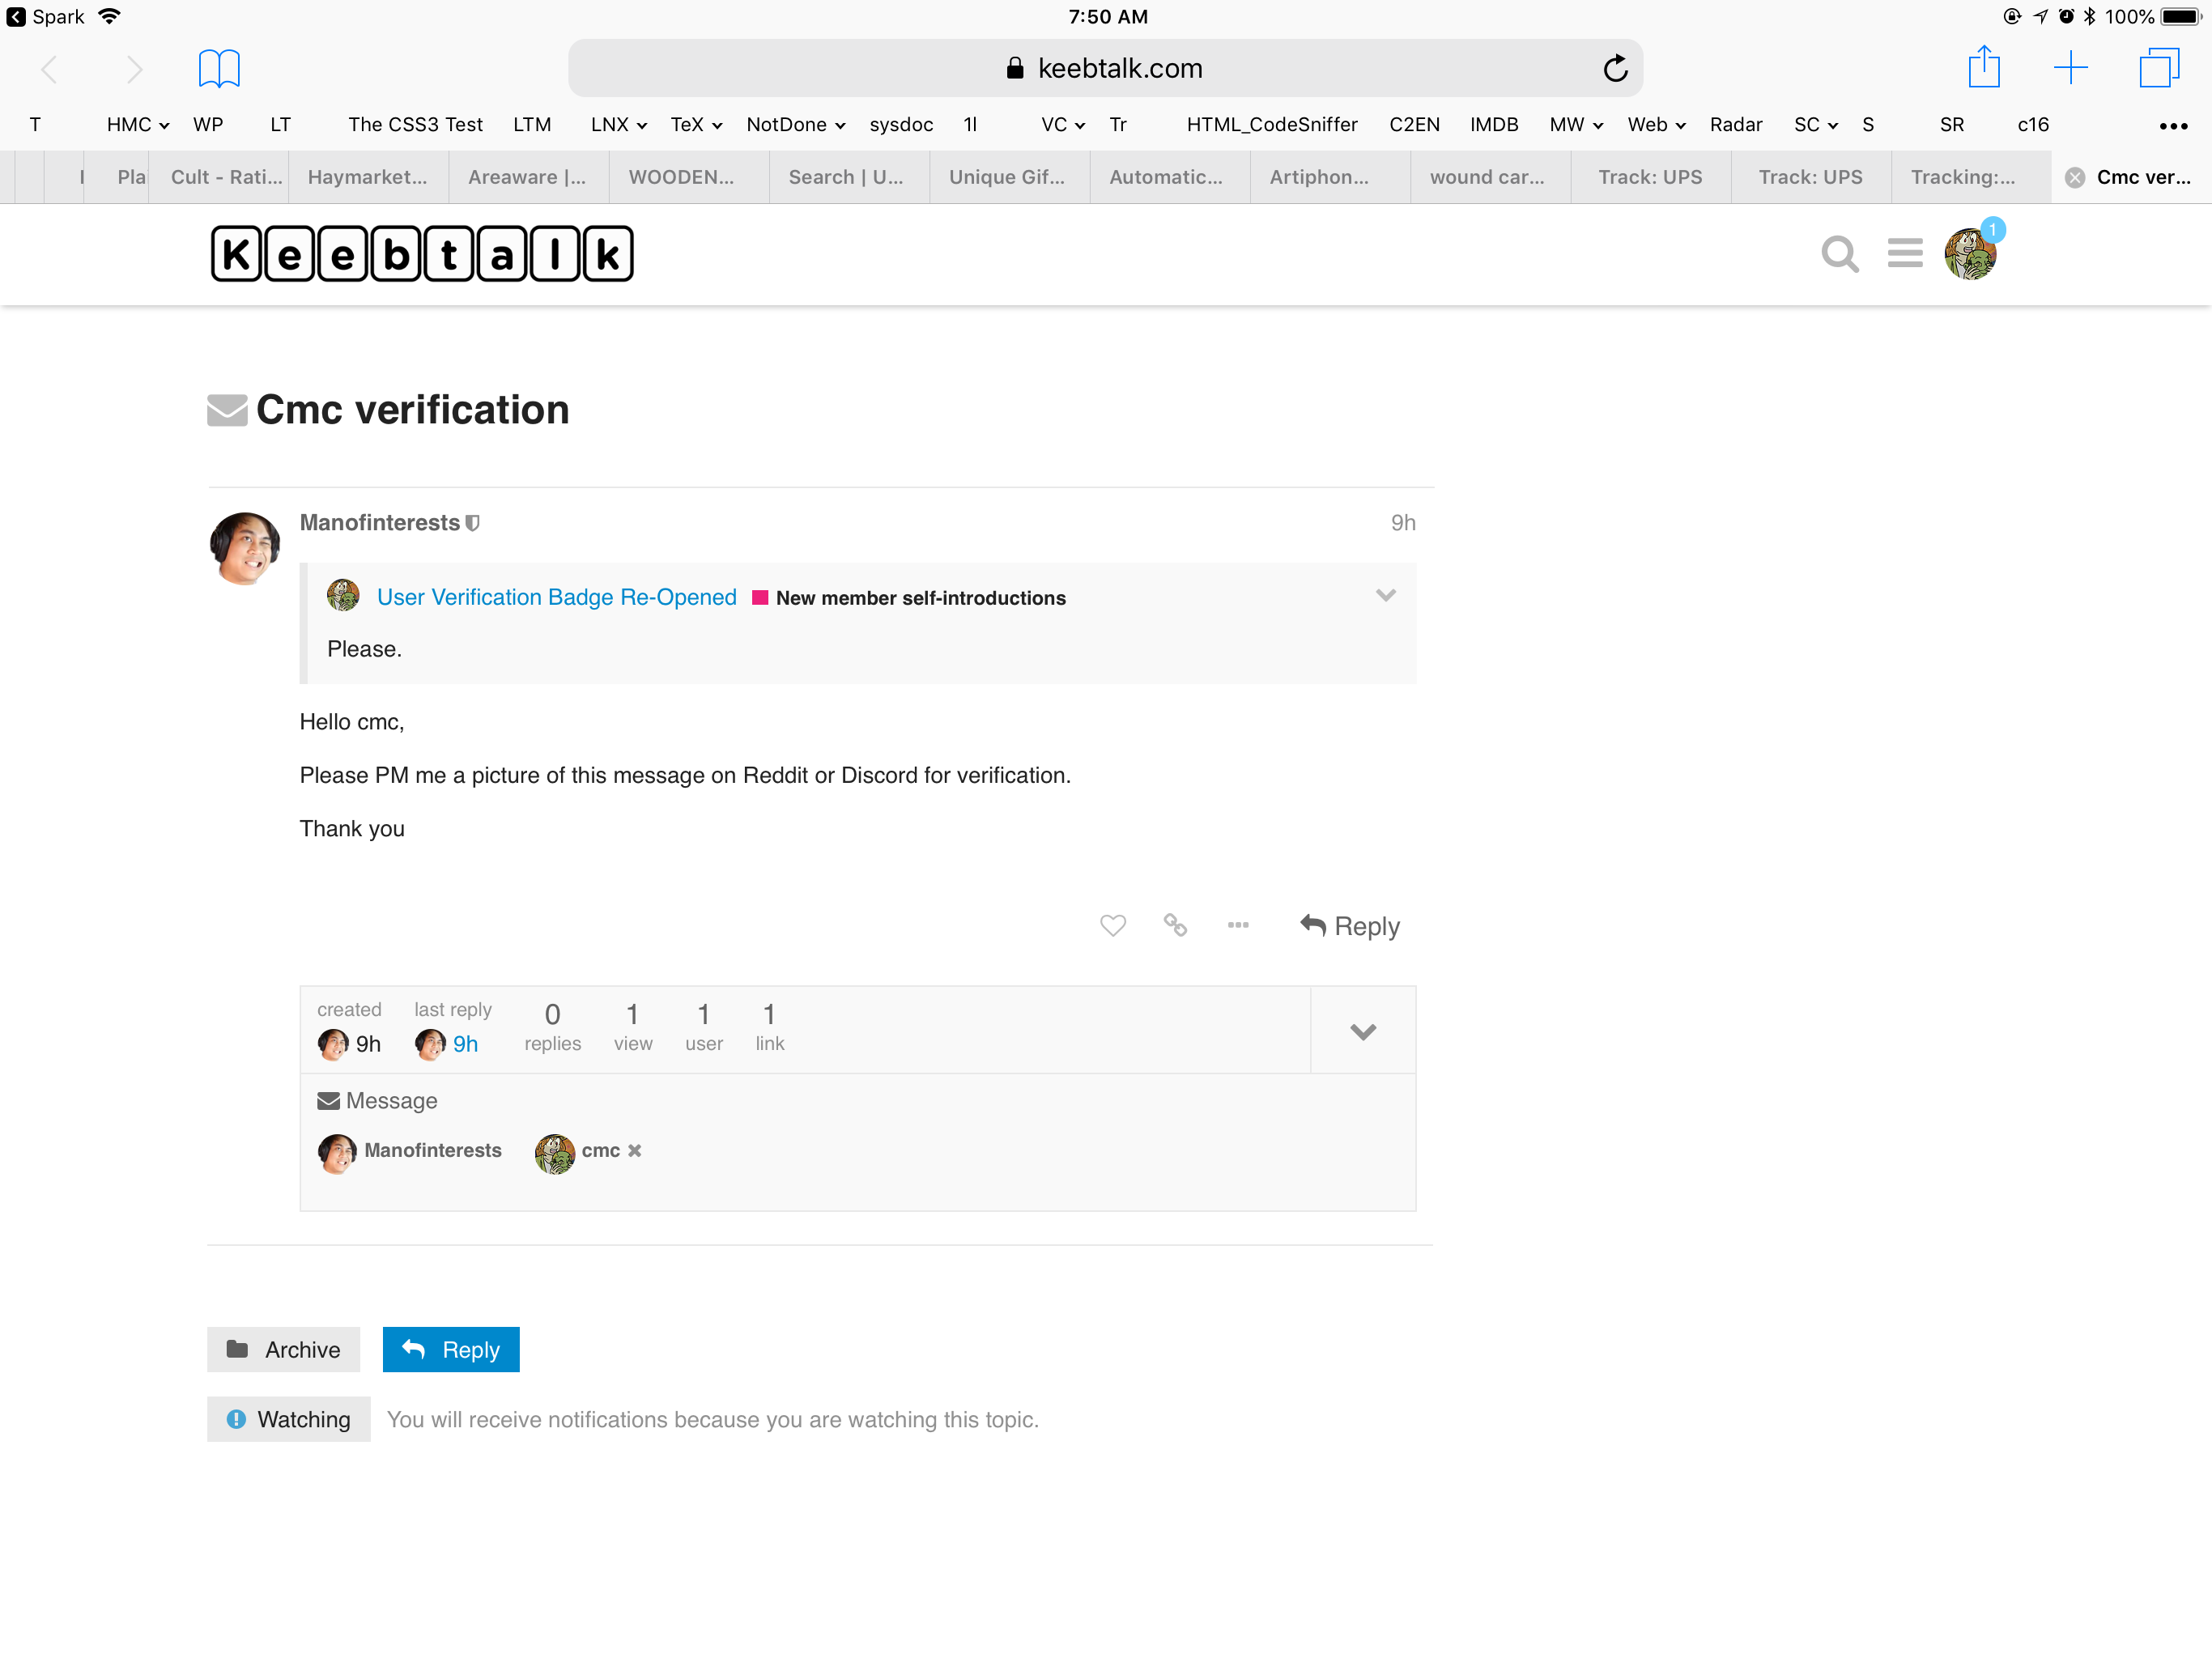 Spark 7:50 AM 100%
keebtalk.com
T HMC WP LT The CSS3 Test LTM LNX TeX NotDone sysdoc 1l VC Tr HTML_CodeSniffer C2EN IMDB MW Web Radar SC S SR c16
Pla Cult - Rati... Haymarket... Areaware |... WOODEN... Search | U... Unique Gif... Automatic... Artiphon... wound car... Track: UPS Track: UPS Tracking:... Cmc ver...
Keebtalk 1
Cmc verification
Manofinterests 9h
User Verification Badge Re-Opened New member self-introductions
Please.
Hello cmc,
Please PM me a picture of this message on Reddit or Discord for verification.
Thank you
Reply
created last reply 0 1 1 1
9h 9h replies view user link
Message
Manofinterests cmc
Archive Reply
Watching You will receive notifications because you are watching this topic.